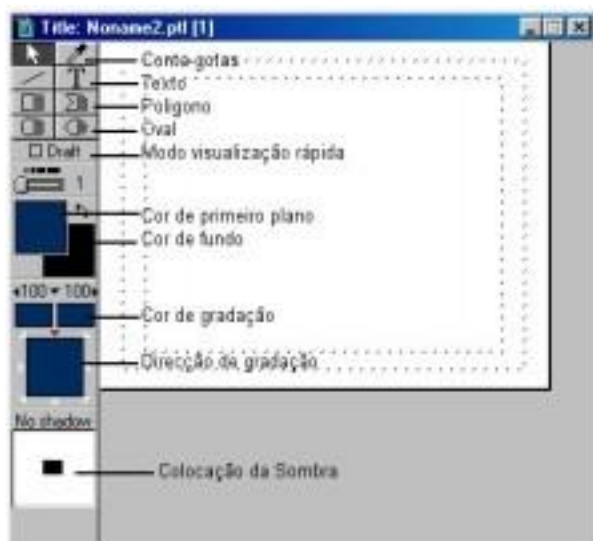 Title: Noname2.ptl [1]
Conta-gotas
T
Texto
Polígono
Oval
Draft
Modo visualização rápida
1
Cor de primeiro plano
Cor de fundo
100 100
Cor de gradação
Direcção da gradação
No shadow
Colocação da Sombra